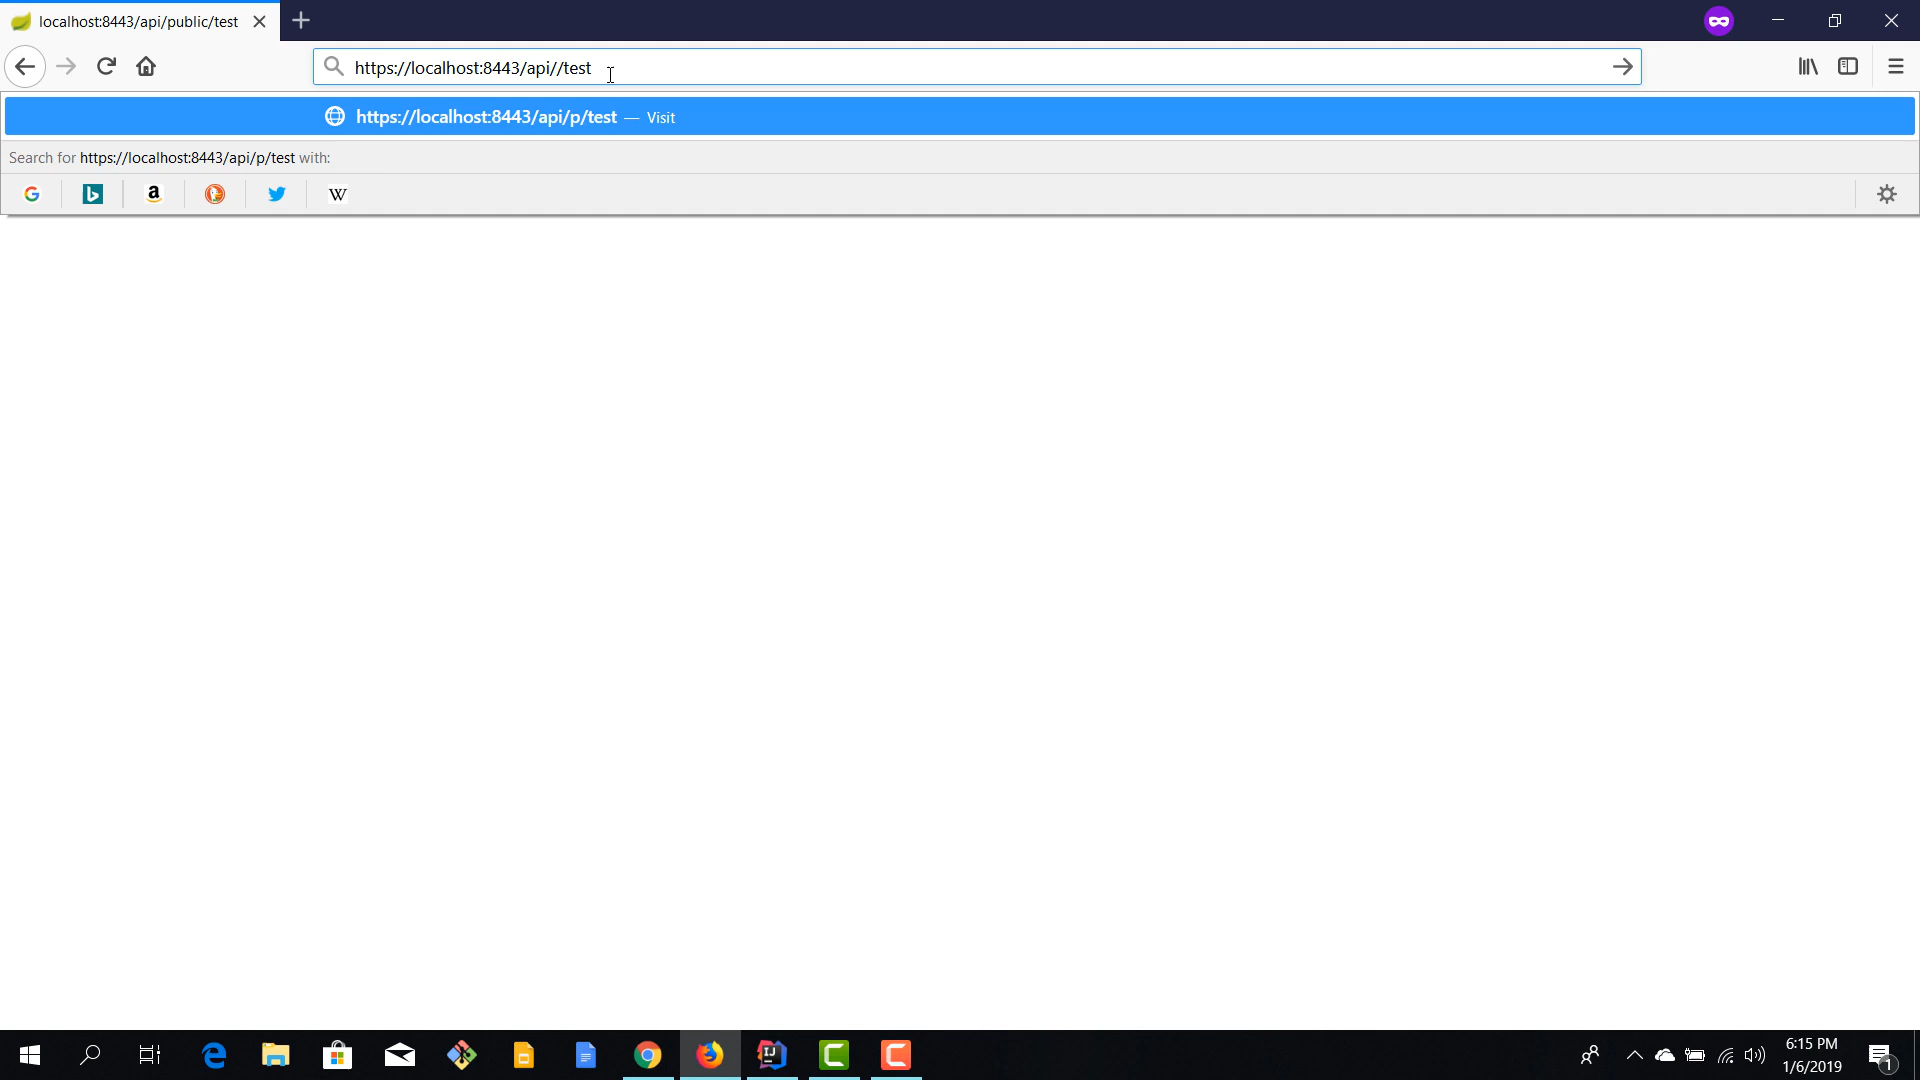 localhost:8443/api/public/test
https://localhost:8443/api//test
https://localhost:8443/api/p/test — Visit
Search for https://localhost:8443/api/p/test with:
6:15 PM
1/6/2019
1